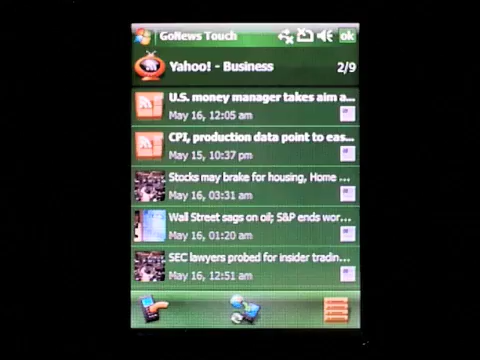 GoNews Touch
ok
Yahoo! - Business 2/9
U.S. money manager takes aim a...
May 16, 12:05 am
CPI, production data point to eas...
May 15, 10:37 pm
Stocks may brake for housing, Home ...
May 16, 03:31 am
Wall Street sags on oil; S&P ends wor...
May 16, 01:20 am
SEC lawyers probed for insider tradin...
May 16, 12:51 am